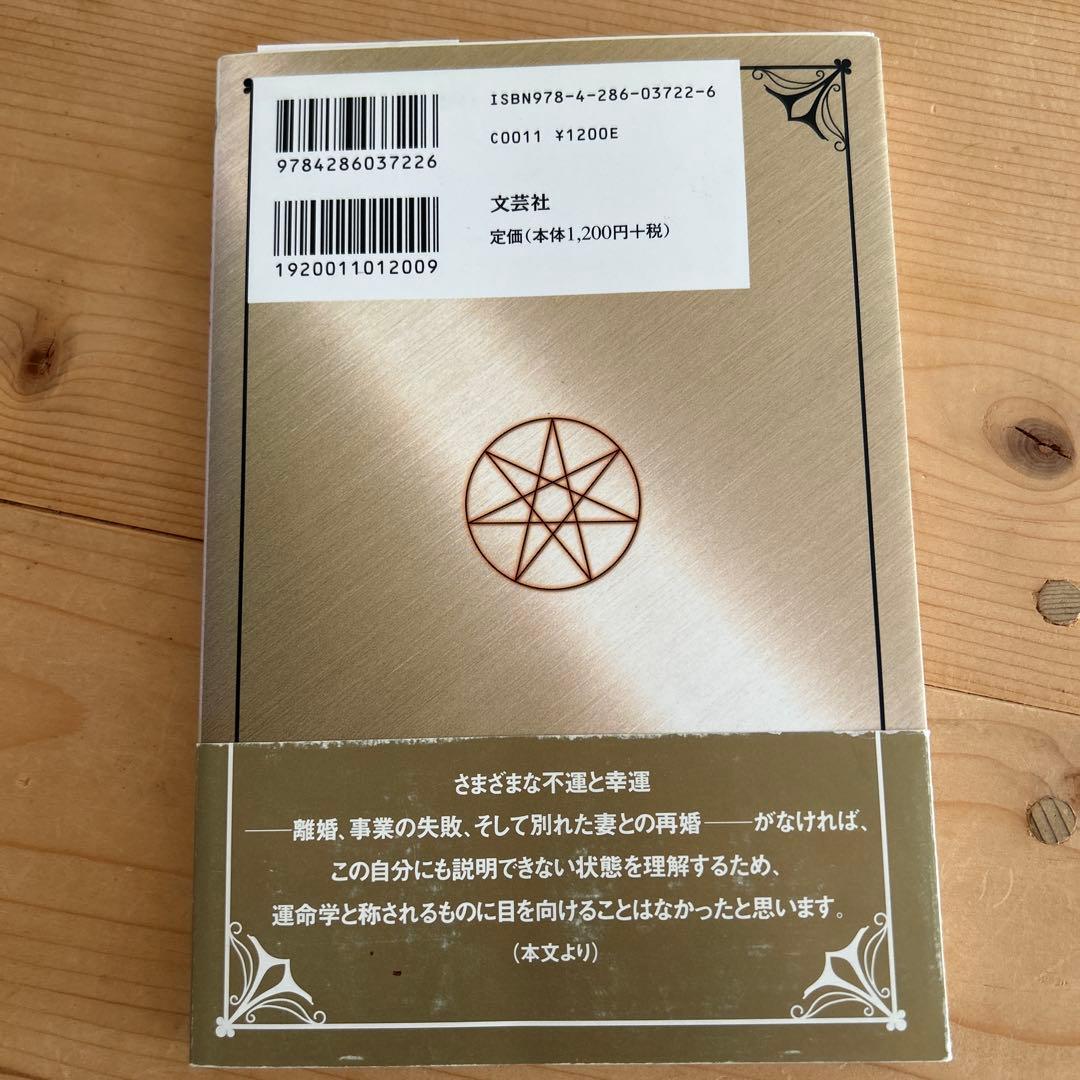 ISBN978-4-286-03722-6
C0011 ¥1200E
9784286037226
文芸社
定価(本体1,200円+税)
1920011012009
さまざまな不運と幸運
──離婚、事業の失敗、そして別れた妻との再婚──がなければ、
この自分にも説明できない状態を理解するため、
運命学と称されるものに目を向けることはなかったと思います。
(本文より)